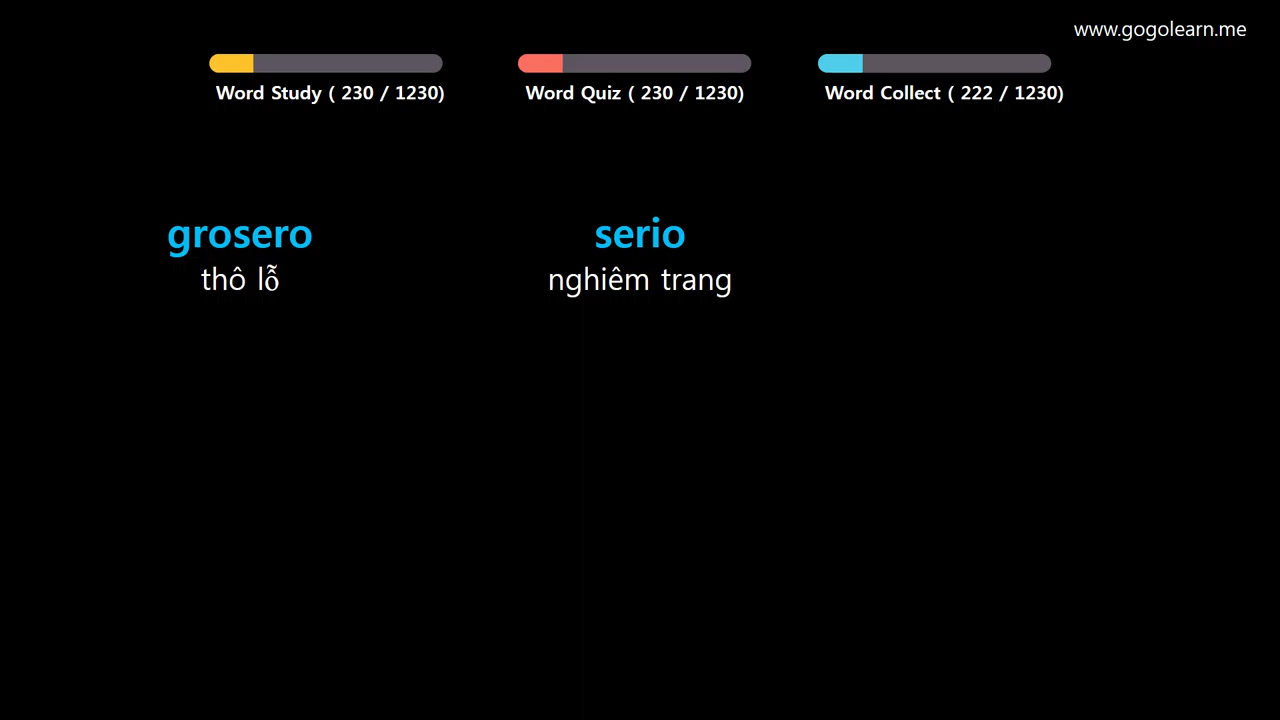 www.gogolearn.me
Word Study ( 230 / 1230)
Word Quiz ( 230 / 1230)
Word Collect ( 222 / 1230)
grosero
thô lỗ
serio
nghiêm trang